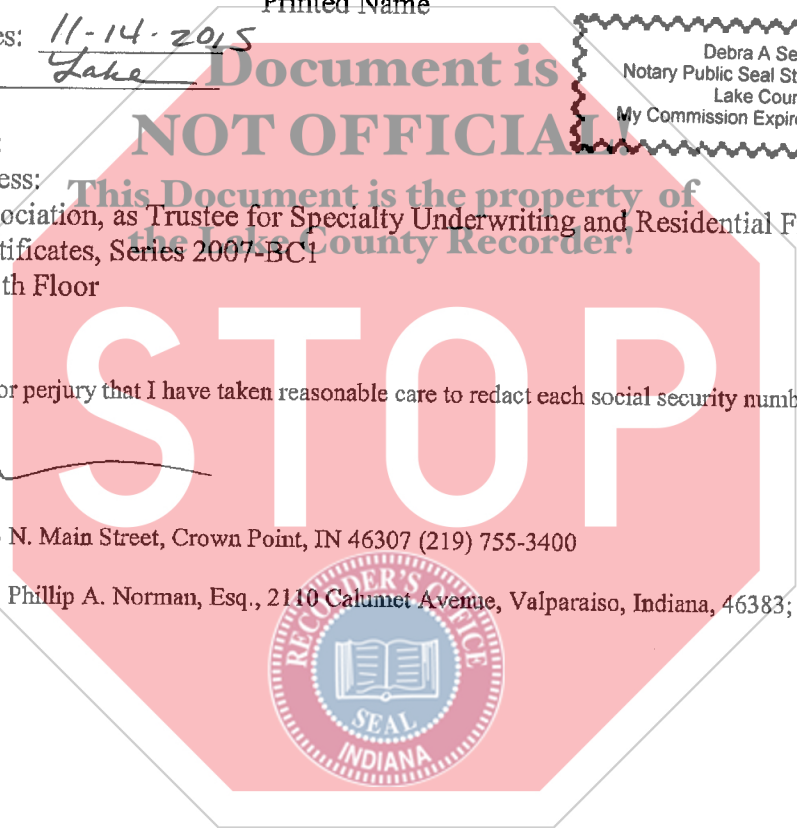 Printed Name
es: 11-14-2015
Lake
Debra A Se
Notary Public Seal St
Lake Coun
My Commission Expire
Document is
NOT OFFICIAL!
:
ess:
This Document is the property of
ociation, as Trustee for Specialty Underwriting and Residential F
the Lake County Recorder!
tificates, Series 2007-BC1
th Floor
STOP
or perjury that I have taken reasonable care to redact each social security numb
N. Main Street, Crown Point, IN 46307 (219) 755-3400
Phillip A. Norman, Esq., 2110 Calumet Avenue, Valparaiso, Indiana, 46383;
RECORDER'S OFFICE
SEAL
INDIANA